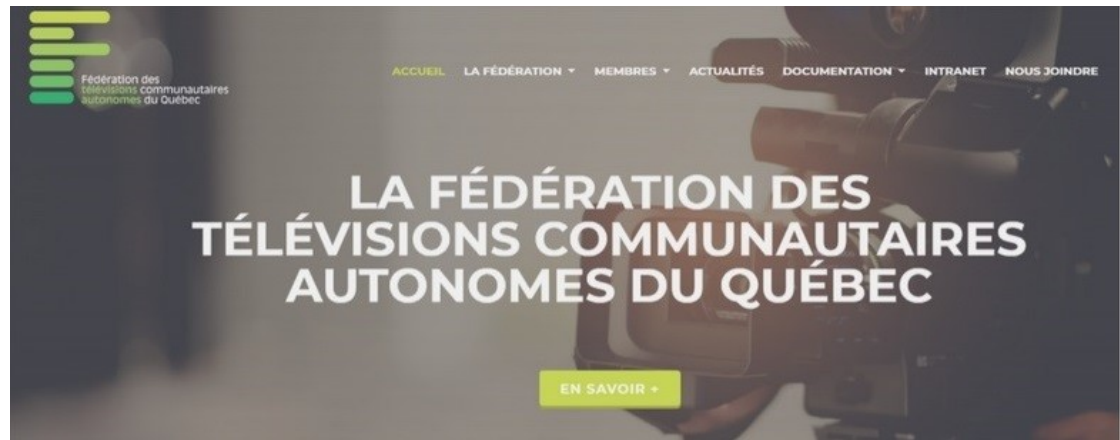 Fédération des
télévisions communautaires
autonomes du Québec
ACCUEIL LA FÉDÉRATION MEMBRES ACTUALITÉS DOCUMENTATION INTRANET NOUS JOINDRE
LA FÉDÉRATION DES
TÉLÉVISIONS COMMUNAUTAIRES
AUTONOMES DU QUÉBEC
EN SAVOIR +